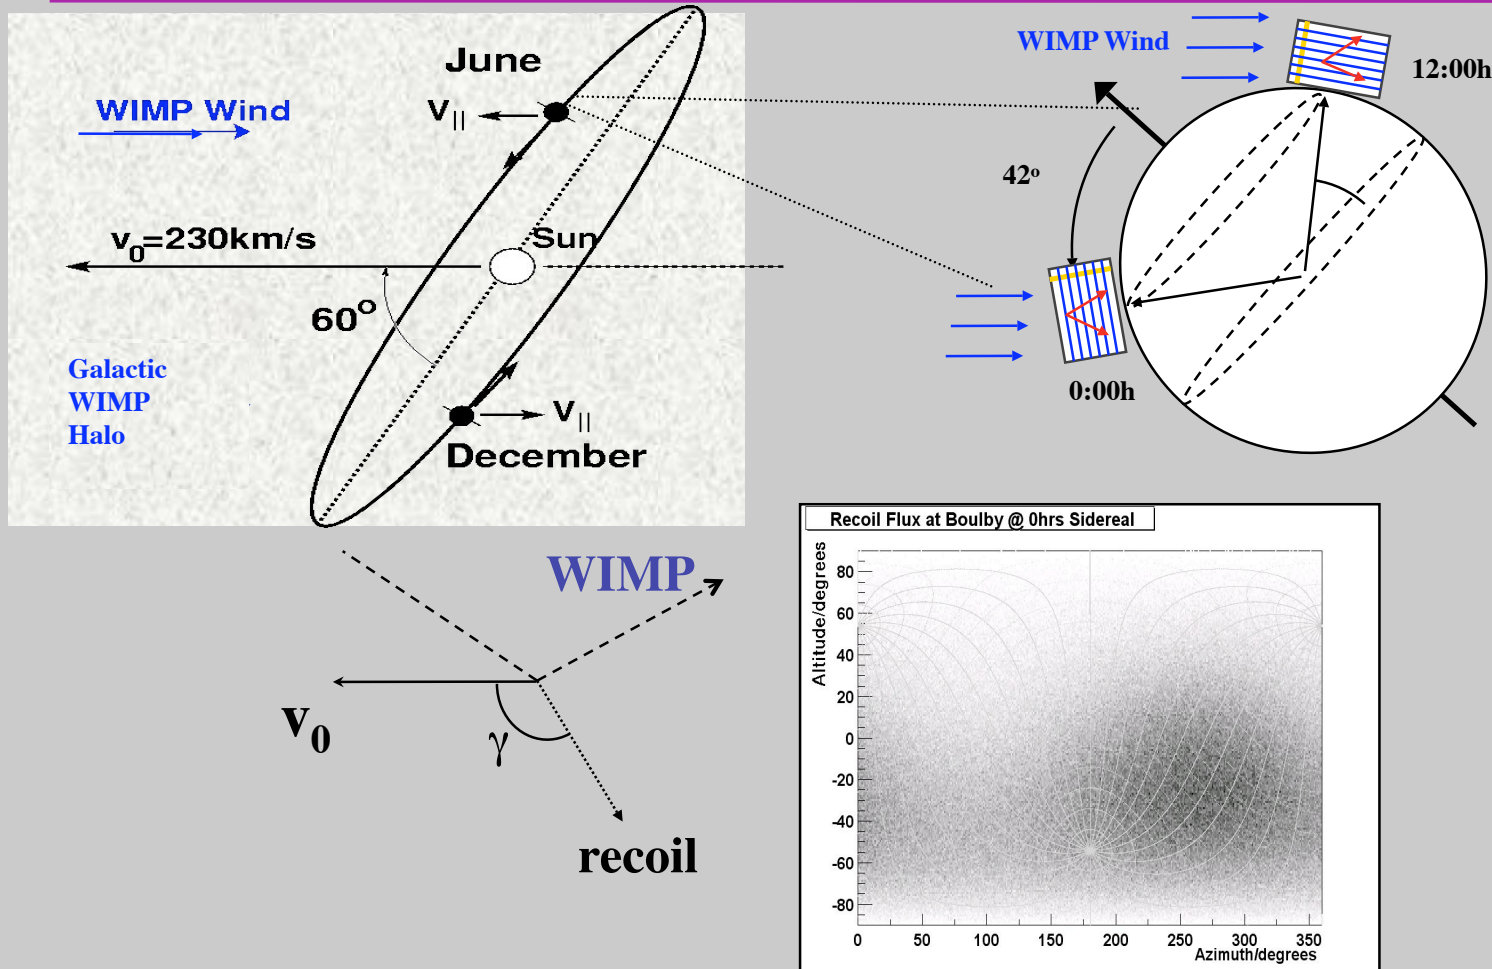 June
WIMP Wind
V||
v₀=230km/s
Sun
60°
Galactic
WIMP
Halo
V||
December
WIMP Wind
12:00h
42º
0:00h
WIMP
v₀
γ
recoil
Recoil Flux at Boulby @ 0hrs Sidereal
Altitude/degrees
80
60
40
20
0
-20
-40
-60
-80
0 50 100 150 200 250 300 350
Azimuth/degrees